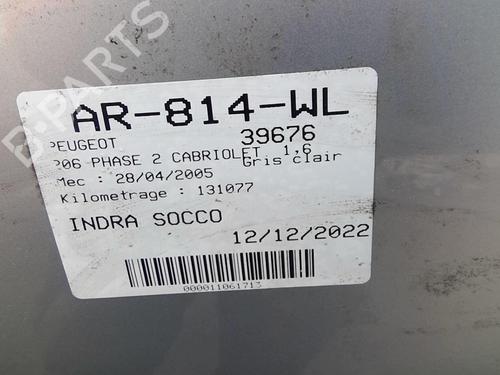 AR-814-WL
PEUGEOT 39676
206 PHASE 2 CABRIOLET 1,6
Gris clair
Mec : 28/04/2005
Kilometrage : 131077
INDRA SOCCO
12/12/2022
000011061713
B-PARTS